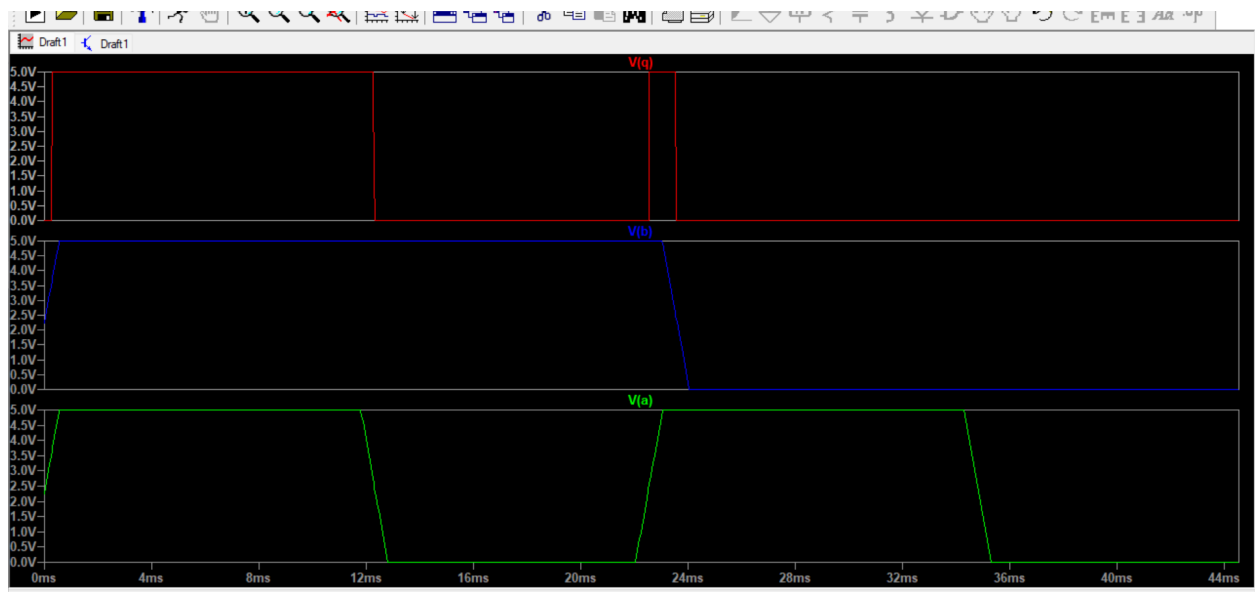 Draft1 Draft1
V(q)
5.0V
4.5V
4.0V
3.5V
3.0V
2.5V
2.0V
1.5V
1.0V
0.5V
0.0V
V(b)
5.0V
4.5V
4.0V
3.5V
3.0V
2.5V
2.0V
1.5V
1.0V
0.5V
0.0V
V(a)
5.0V
4.5V
4.0V
3.5V
3.0V
2.5V
2.0V
1.5V
1.0V
0.5V
0.0V
0ms 4ms 8ms 12ms 16ms 20ms 24ms 28ms 32ms 36ms 40ms 44ms